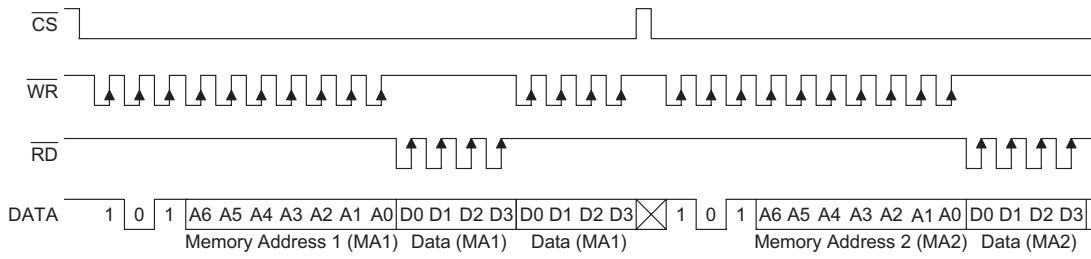 CS
WR
RD
DATA 1 0 1 A6 A5 A4 A3 A2 A1 A0 D0 D1 D2 D3 D0 D1 D2 D3 1 0 1 A6 A5 A4 A3 A2 A1 A0 D0 D1 D2 D3
Memory Address 1 (MA1) Data (MA1) Data (MA1) Memory Address 2 (MA2) Data (MA2)